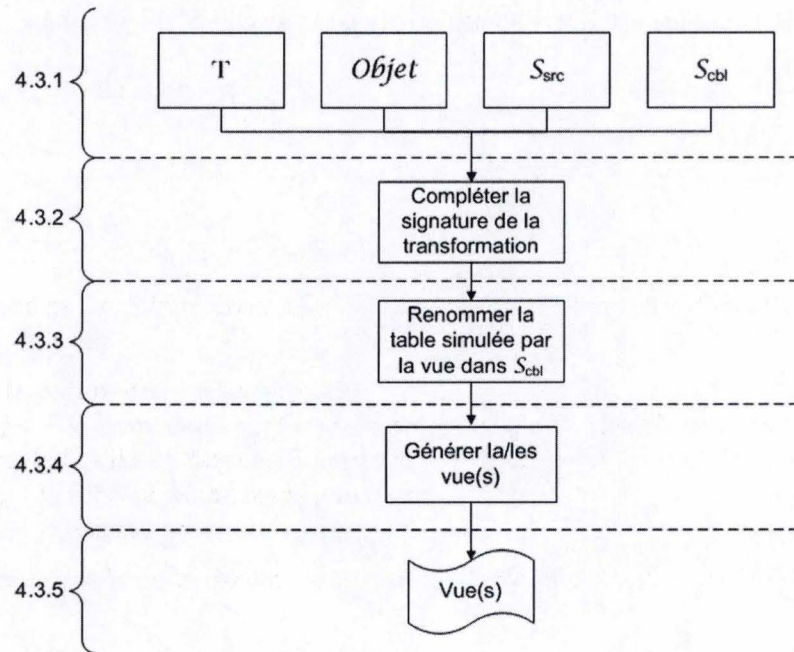 4.3.1
T
Objet
Ssrc
Scbl
4.3.2
Compléter la
signature de la
transformation
4.3.3
Renommer la
table simulée par
la vue dans Scbl
4.3.4
Générer la/les
vue(s)
4.3.5
Vue(s)